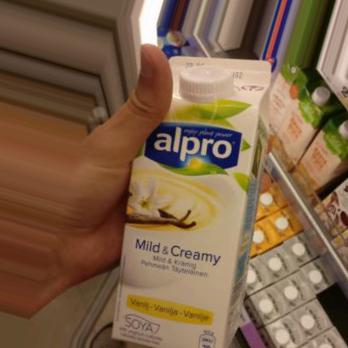 enjoy plant power
alpro
Mild & Creamy
Mild & Krämig
Pehmeän Täyteläinen
Vanilj - Vanilja - Vanilje
SOYA